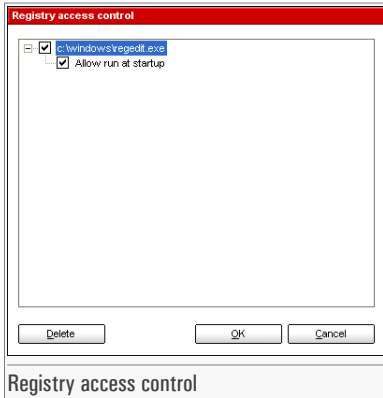 Registry access control
c:\windows\regedit.exe
Allow run at startup
Delete
OK
Cancel
Registry access control